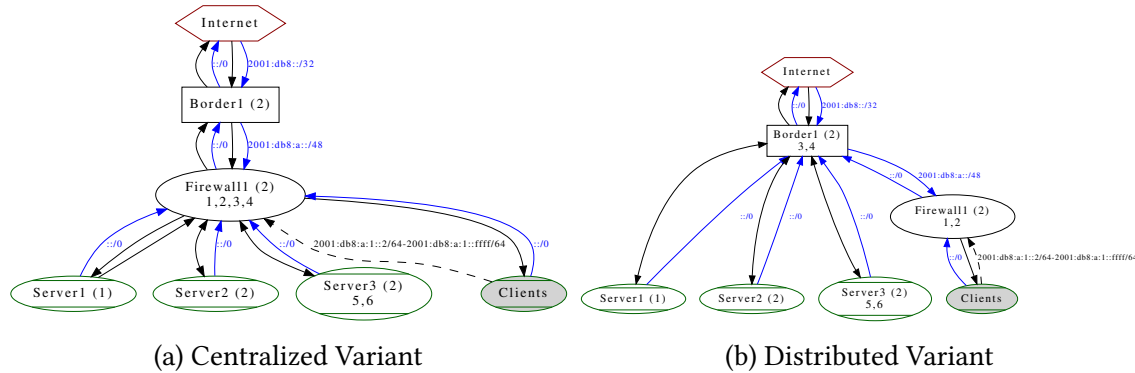 Internet
::/0
2001:db8::/32
Border1 (2)
::/0
2001:db8:a::/48
Firewall1 (2)
1,2,3,4
::/0
::/0
::/0
2001:db8:a:1::2/64-2001:db8:a:1::ffff/64
::/0
Server1 (1)
Server2 (2)
Server3 (2)
5,6
Clients
(a) Centralized Variant
Internet
::/0
2001:db8::/32
Border1 (2)
3,4
::/0
2001:db8:a::/48
::/0
::/0
::/0
Firewall1 (2)
1,2
::/0
2001:db8:a:1::2/64-2001:db8:a:1::ffff/64
Server1 (1)
Server2 (2)
Server3 (2)
5,6
Clients
(b) Distributed Variant